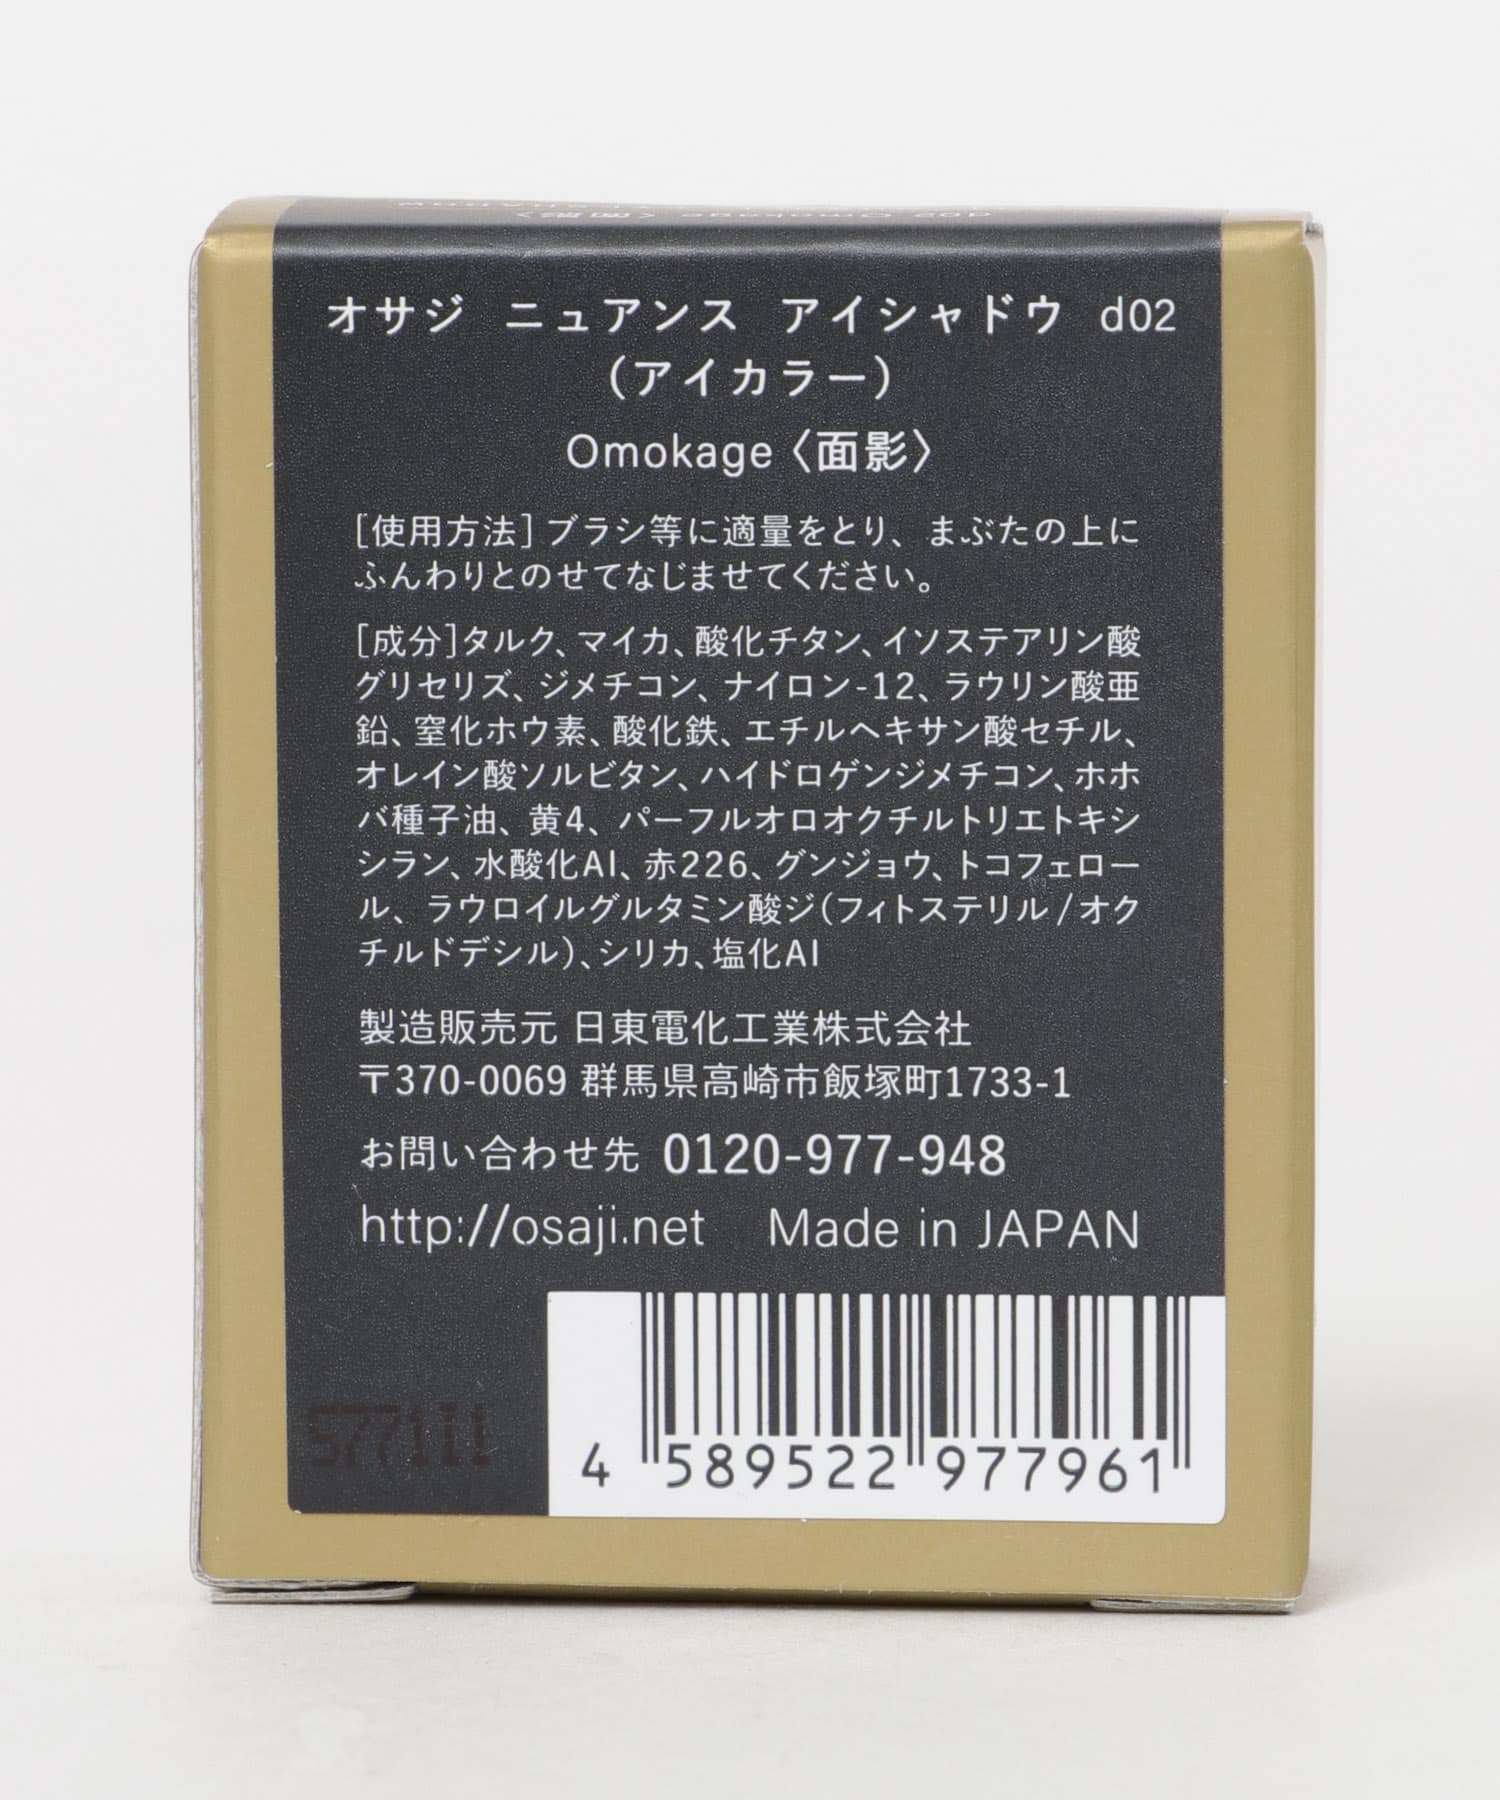 d02 Omokage〈面影〉
オサジ ニュアンス アイシャドウ d02
（アイカラー）
Omokage〈面影〉
[使用方法]ブラシ等に適量をとり、まぶたの上に
ふんわりとのせてなじませてください。
[成分]タルク、マイカ、酸化チタン、イソステアリン酸
グリセリズ、ジメチコン、ナイロン-12、ラウリン酸亜
鉛、窒化ホウ素、酸化鉄、エチルヘキサン酸セチル、
オレイン酸ソルビタン、ハイドロゲンジメチコン、ホホ
バ種子油、黄4、パーフルオロオクチルトリエトキシ
シラン、水酸化Al、赤226、グンジョウ、トコフェロー
ル、ラウロイルグルタミン酸ジ(フィトステリル/オク
チルドデシル)、シリカ、塩化Al
製造販売元 日東電化工業株式会社
〒370-0069 群馬県高崎市飯塚町1733-1
お問い合わせ先 0120-977-948
http://osaji.net Made in JAPAN
4 589522 977961